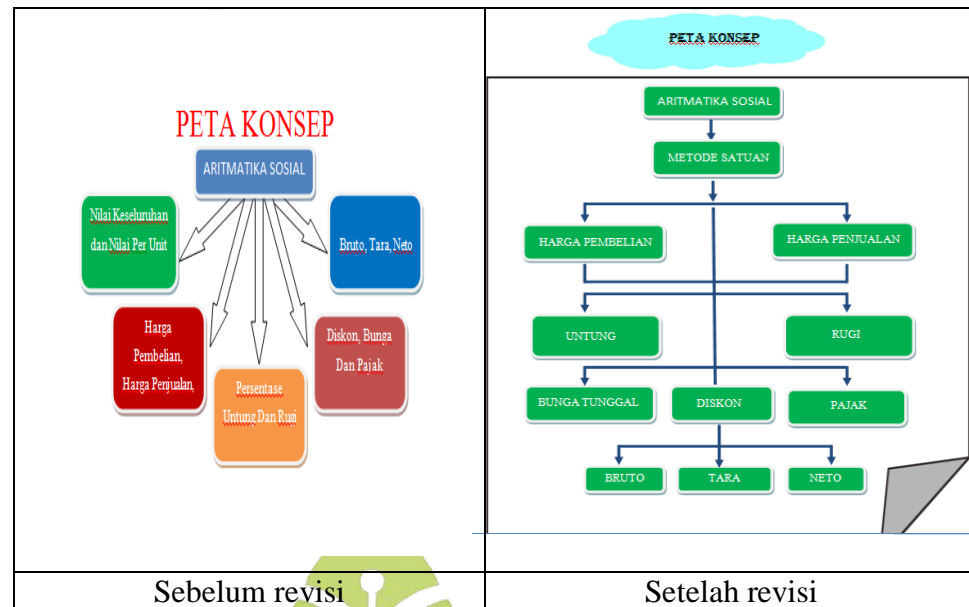 PETA KONSEP
ARITMATIKA SOSIAL
Nilai Keseluruhan
dan Nilai Per Unit
Bruto, Tara, Neto
Harga
Pembelian,
Harga Penjualan,
Persentase
Untung Dan Rugi
Diskon, Bunga
Dan Pajak
Sebelum revisi
PETA KONSEP
ARITMATIKA SOSIAL
METODE SATUAN
HARGA PEMBELIAN
HARGA PENJUALAN
UNTUNG
RUGI
BUNGA TUNGGAL
DISKON
PAJAK
BRUTO
TARA
NETO
Setelah revisi